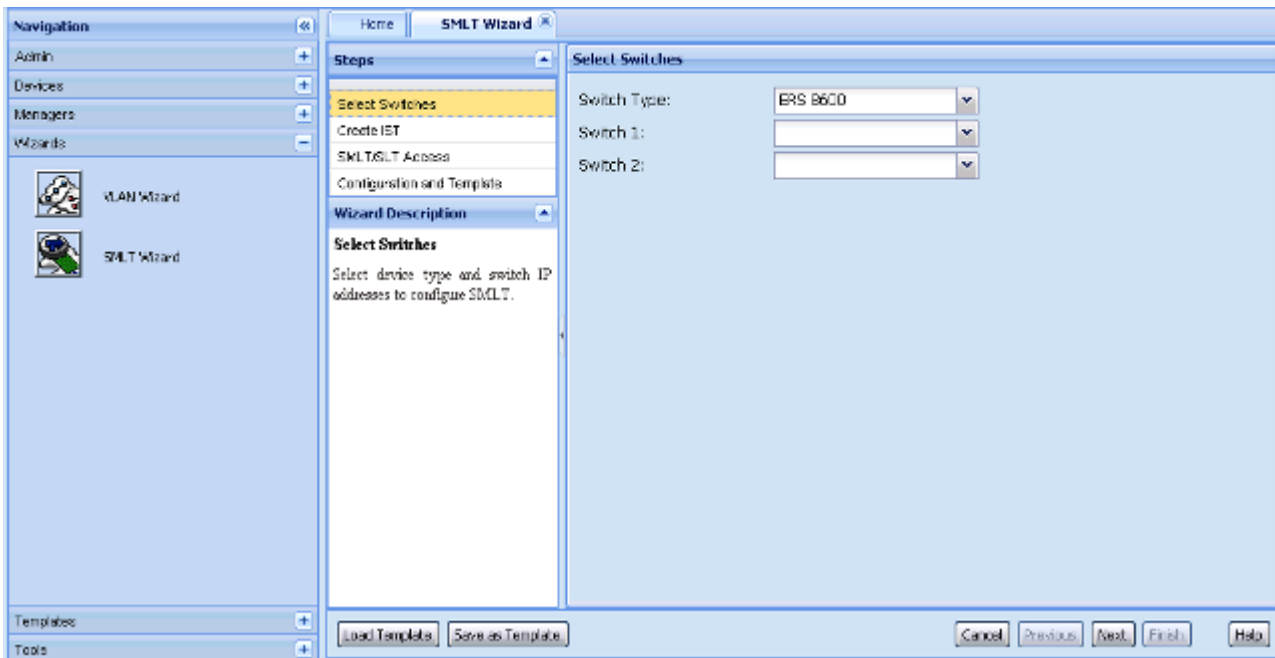 Navigation
Admin
Devices
Managers
Wizards
VLAN Wizard
SMLT Wizard
Templates
Tools
Home
SMLT Wizard
Steps
Select Switches
Create IST
SMLT/SLT Access
Configuration and Template
Wizard Description
Select Switches
Select device type and switch IP
addresses to configure SMLT.
Select Switches
Switch Type: ERS 8600
Switch 1:
Switch 2:
Load Template Save as Template Cancel Previous Next Finish Help